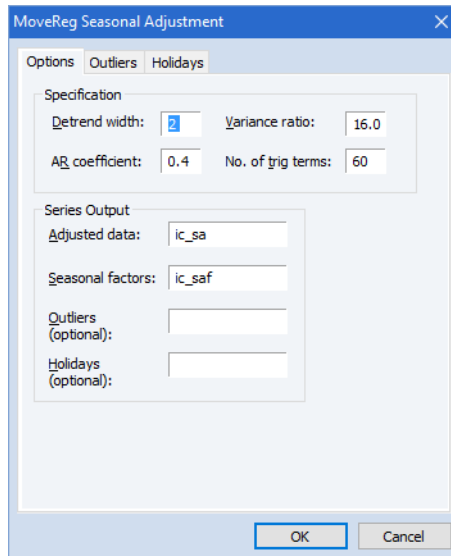 MoveReg Seasonal Adjustment
Options Outliers Holidays
Specification
Detrend width: 2 Variance ratio: 16.0
AR coefficient: 0.4 No. of trig terms: 60
Series Output
Adjusted data: ic_sa
Seasonal factors: ic_saf
Outliers
(optional):
Holidays
(optional):
OK Cancel